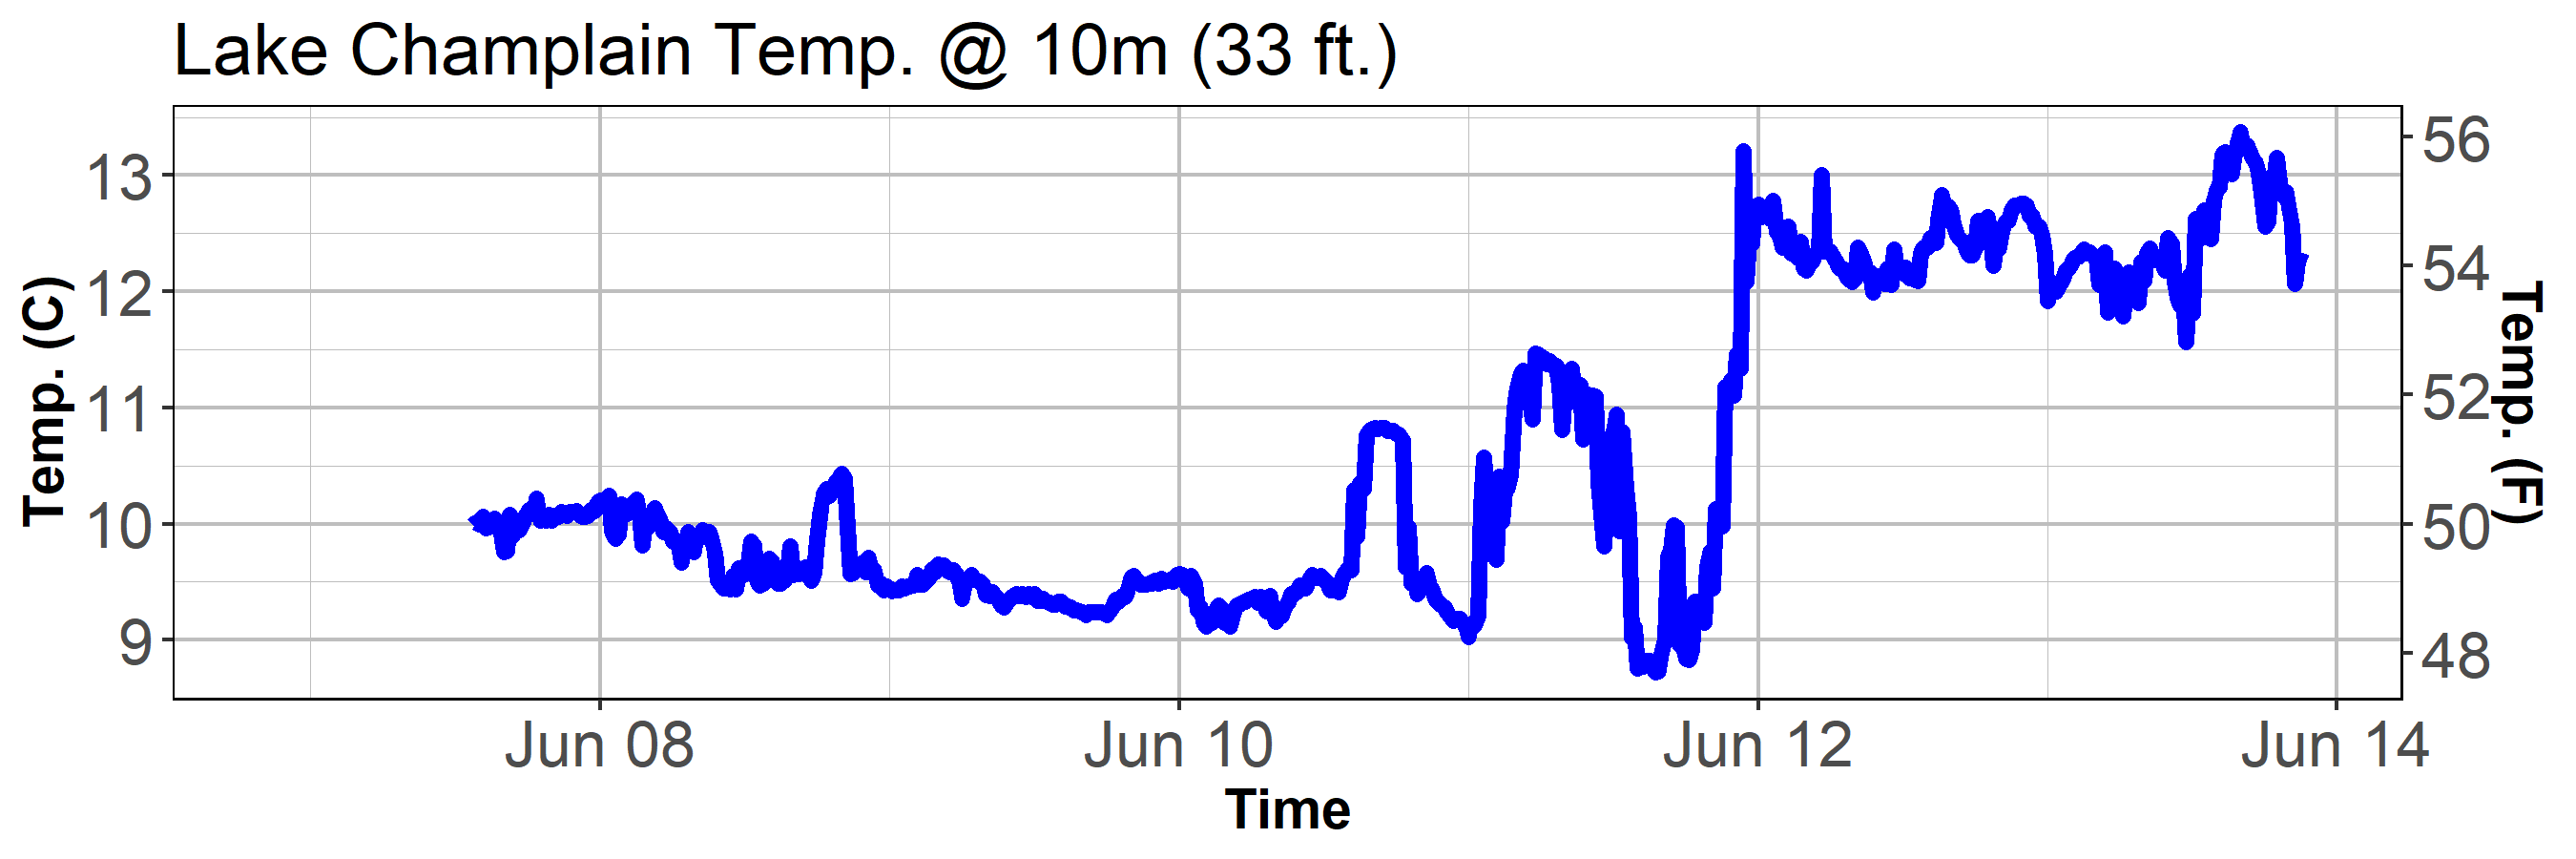 Lake Champlain Temp. @ 10m (33 ft.)
Temp. (C)
13
12
11
10
9
56
54
52
50
48
Temp. (F)
Jun 08 Jun 10 Jun 12 Jun 14
Time